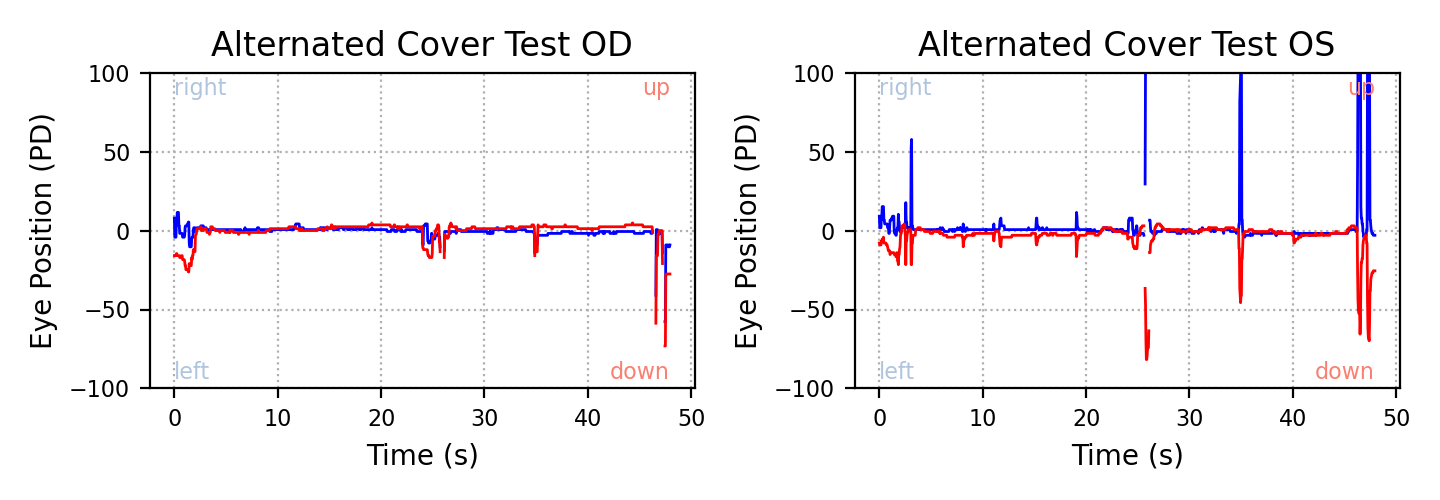 Alternated Cover Test OD
100
50
0
−50
−100
Eye Position (PD)
right
up
left
down
0 10 20 30 40 50
Time (s)
Alternated Cover Test OS
100
50
0
−50
−100
Eye Position (PD)
right
up
left
down
0 10 20 30 40 50
Time (s)